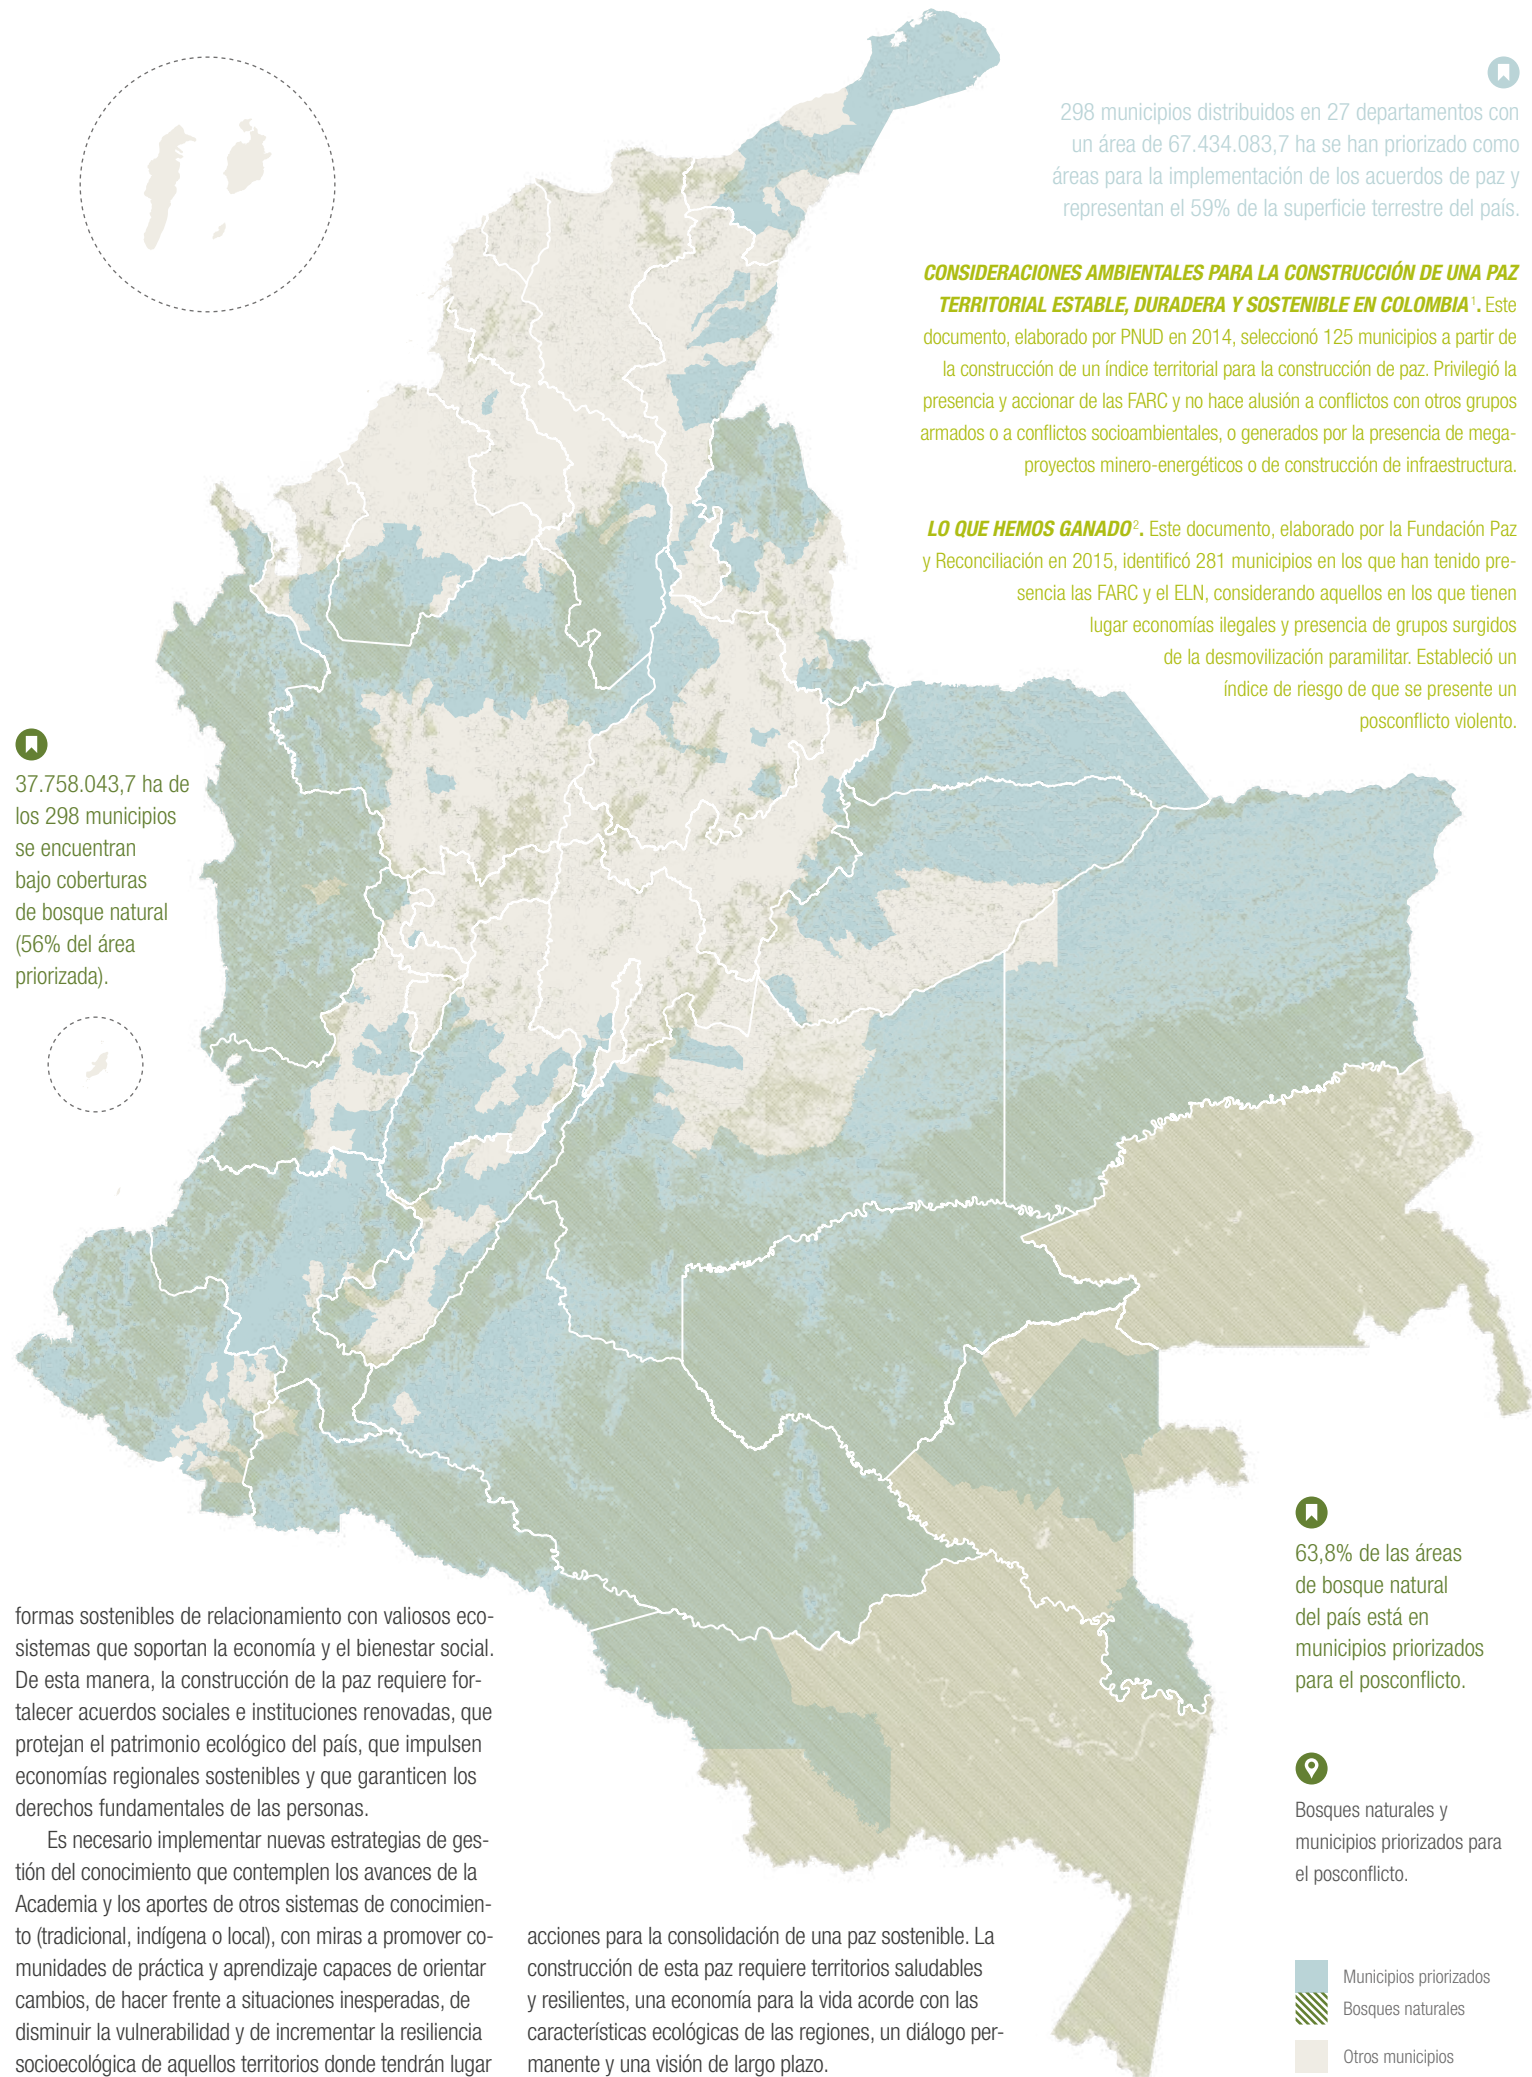 298 municipios distribuidos en 27 departamentos con
un área de 67.434.083,7 ha se han priorizado como
áreas para la implementación de los acuerdos de paz y
representan el 59% de la superficie terrestre del país.
CONSIDERACIONES AMBIENTALES PARA LA CONSTRUCCIÓN DE UNA PAZ
TERRITORIAL ESTABLE, DURADERA Y SOSTENIBLE EN COLOMBIA¹. Este
documento, elaborado por PNUD en 2014, seleccionó 125 municipios a partir de
la construcción de un índice territorial para la construcción de paz. Privilegió la
presencia y accionar de las FARC y no hace alusión a conflictos con otros grupos
armados o a conflictos socioambientales, o generados por la presencia de mega-
proyectos minero-energéticos o de construcción de infraestructura.
LO QUE HEMOS GANADO². Este documento, elaborado por la Fundación Paz
y Reconciliación en 2015, identificó 281 municipios en los que han tenido pre-
sencia las FARC y el ELN, considerando aquellos en los que tienen
lugar economías ilegales y presencia de grupos surgidos
de la desmovilización paramilitar. Estableció un
índice de riesgo de que se presente un
posconflicto violento.
37.758.043,7 ha de
los 298 municipios
se encuentran
bajo coberturas
de bosque natural
(56% del área
priorizada).
63,8% de las áreas
de bosque natural
del país está en
municipios priorizados
para el posconflicto.
Bosques naturales y
municipios priorizados para
el posconflicto.
Municipios priorizados
Bosques naturales
Otros municipios
formas sostenibles de relacionamiento con valiosos eco-
sistemas que soportan la economía y el bienestar social.
De esta manera, la construcción de la paz requiere for-
talecer acuerdos sociales e instituciones renovadas, que
protejan el patrimonio ecológico del país, que impulsen
economías regionales sostenibles y que garanticen los
derechos fundamentales de las personas.
Es necesario implementar nuevas estrategias de ges-
tión del conocimiento que contemplen los avances de la
Academia y los aportes de otros sistemas de conocimien-
to (tradicional, indígena o local), con miras a promover co-
munidades de práctica y aprendizaje capaces de orientar
cambios, de hacer frente a situaciones inesperadas, de
disminuir la vulnerabilidad y de incrementar la resiliencia
socioecológica de aquellos territorios donde tendrán lugar
acciones para la consolidación de una paz sostenible. La
construcción de esta paz requiere territorios saludables
y resilientes, una economía para la vida acorde con las
características ecológicas de las regiones, un diálogo per-
manente y una visión de largo plazo.